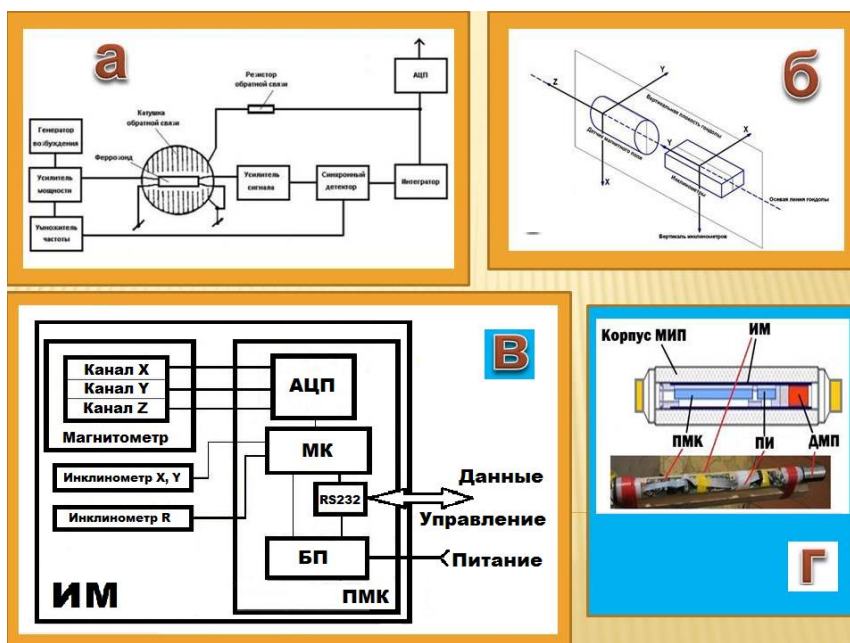 а
Резистор
обратной связи
АЦП
Катушка
обратной связи
Генератор
возбуждения
Феррозонд
Усилитель
мощности
Усилитель
сигнала
Синхронный
детектор
Интегратор
Умножитель
частоты
б
Z
Y
Вертикальная пловость гондолы
X
Датчик магнитного поля
Y
Инклинометры
X
Осевая линия гондолы
Вертикаль инклинометров
в
Канал X
Канал Y
Канал Z
Магнитометр
АЦП
МК
Инклинометр X, Y
RS232
Данные
Инклинометр R
Управление
БП
Питание
ИМ
ПМК
Корпус МИП
ИМ
ПМК
ПИ
ДМП
г